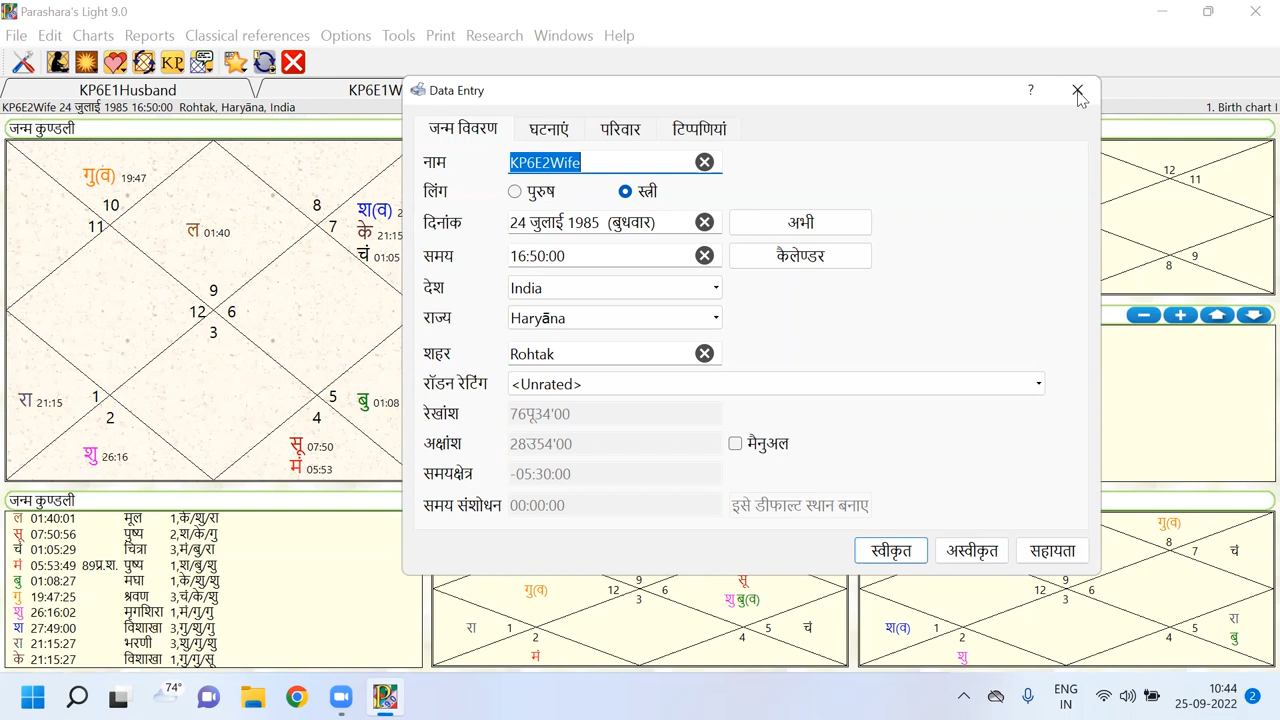 Parashara's Light 9.0
File Edit Charts Reports Classical references Options Tools Print Research Windows Help
KP
KP6E1Husband
KP6E1W
KP6E2Wife 24 जुलाई 1985 16:50:00 Rohtak, Haryāna, India
1. Birth chart I
जन्म कुण्डली
गु(व) 19:47
10
11
ल 01:40
8
7
श(व) 2
के 21:15
चं 01:05
9
12 6
3
रा 21:15
1
2
5
4
बु 01:08
शु 26:16
सू 07:50
मं 05:53
Data Entry
?
जन्म विवरण घटनाएं परिवार टिप्पणियां
नाम KP6E2Wife
लिंग पुरुष स्त्री
दिनांक 24 जुलाई 1985 (बुधवार) अभी
समय 16:50:00 कैलेण्डर
देश India
राज्य Haryāna
शहर Rohtak
रॉडन रेटिंग <Unrated>
रेखांश 76पू34'00
अक्षांश 28उ54'00 मैनुअल
समयक्षेत्र -05:30:00
समय संशोधन 00:00:00 इसे डीफाल्ट स्थान बनाए
स्वीकृत अस्वीकृत सहायता
12 11
8 9
जन्म कुण्डली
ल 01:40:01 मूल 1,के/शु/रा
सू 07:50:56 पुष्य 2,श/के/गु
चं 01:05:29 चित्रा 3,मं/बु/रा
मं 05:53:49 89प्र.श. पुष्य 1,श/बु/शु
बु 01:08:27 मघा 1,के/शु/शु
गु 19:47:25 श्रवण 3,चं/के/शु
शु 26:16:02 मृगशिरा 1,मं/गु/गु
श 27:49:00 विशाखा 3,गु/शु/गु
रा 21:15:27 भरणी 3,शु/गु/शु
के 21:15:27 विशाखा 1,गु/गु/सू
गु(व)
12 9 6
3
सू
शु बु(व)
रा 1
2
5 चं
4
मं
गु(व)
8
7 चं
9
12 6
3
श(व) 1
2
5
4
रा
बु
शु
74°
ENG
IN
10:44
25-09-2022
2